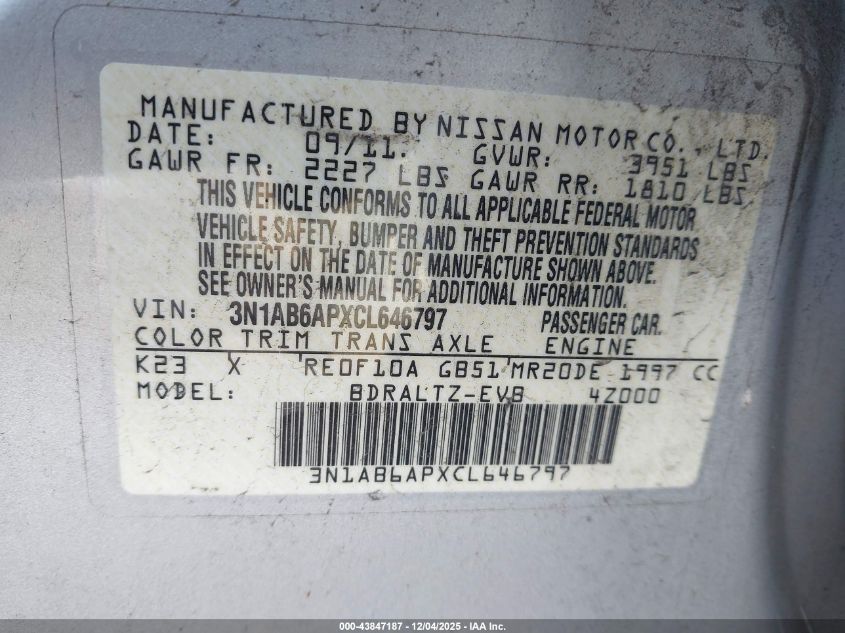 MANUFACTURED BY NISSAN MOTOR CO., LTD.
DATE: 09/11. GVWR: 3951 LBS
GAWR FR: 2227 LBS GAWR RR: 1810 LBS
THIS VEHICLE CONFORMS TO ALL APPLICABLE FEDERAL MOTOR
VEHICLE SAFETY, BUMPER AND THEFT PREVENTION STANDARDS
IN EFFECT ON THE DATE OF MANUFACTURE SHOWN ABOVE.
SEE OWNER'S MANUAL FOR ADDITIONAL INFORMATION.
VIN: 3N1AB6APXCL646797 PASSENGER CAR.
COLOR TRIM TRANS AXLE ENGINE
K23 X RE0F10A GB51 MR20DE 1997 CC
MODEL: BDRALTZ-EVB 4Z000
3N1AB6APXCL646797
000-43847187 - 12/04/2025 - IAA Inc.